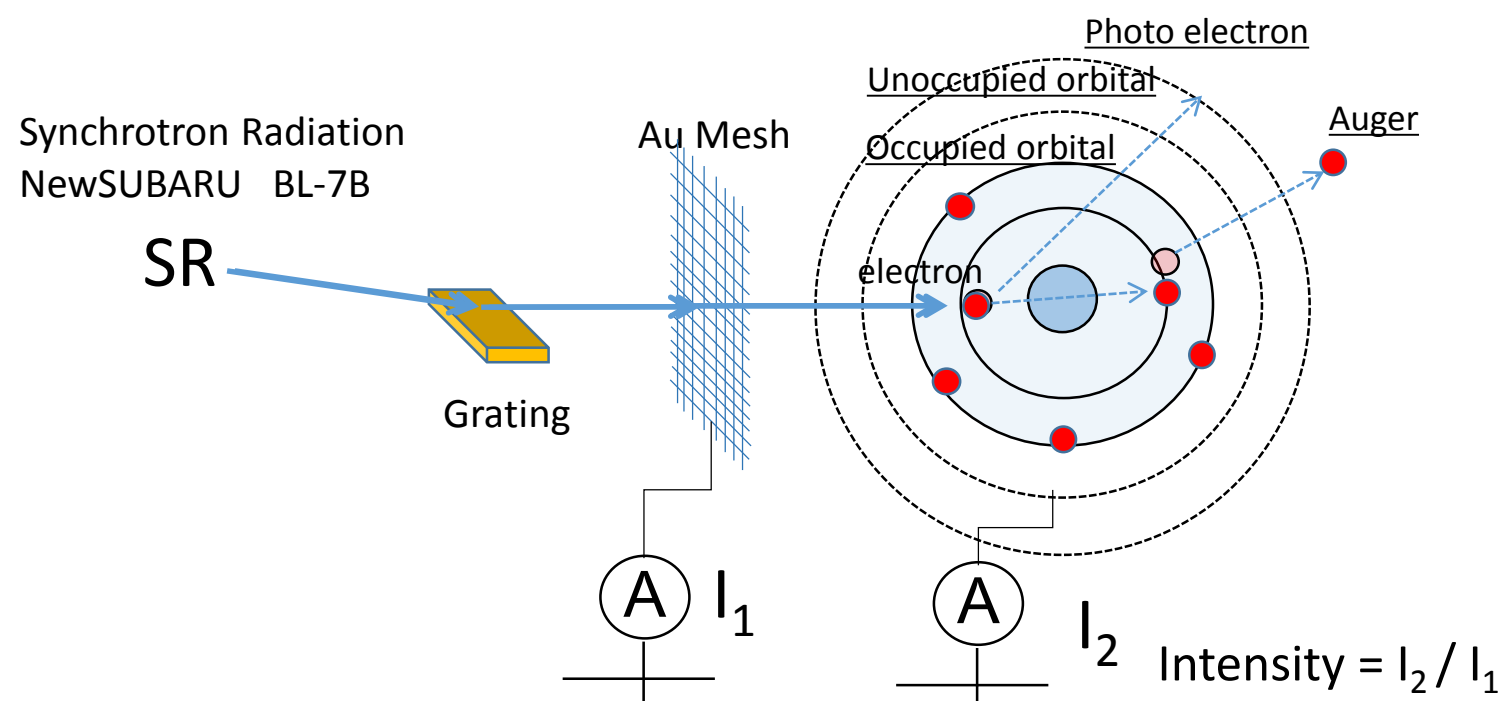 Photo electron
Unoccupied orbital
Synchrotron Radiation
NewSUBARU BL-7B
Au Mesh
Auger
Occupied orbital
SR
electron
Grating
A I₁
A I₂
Intensity = I₂ / I₁